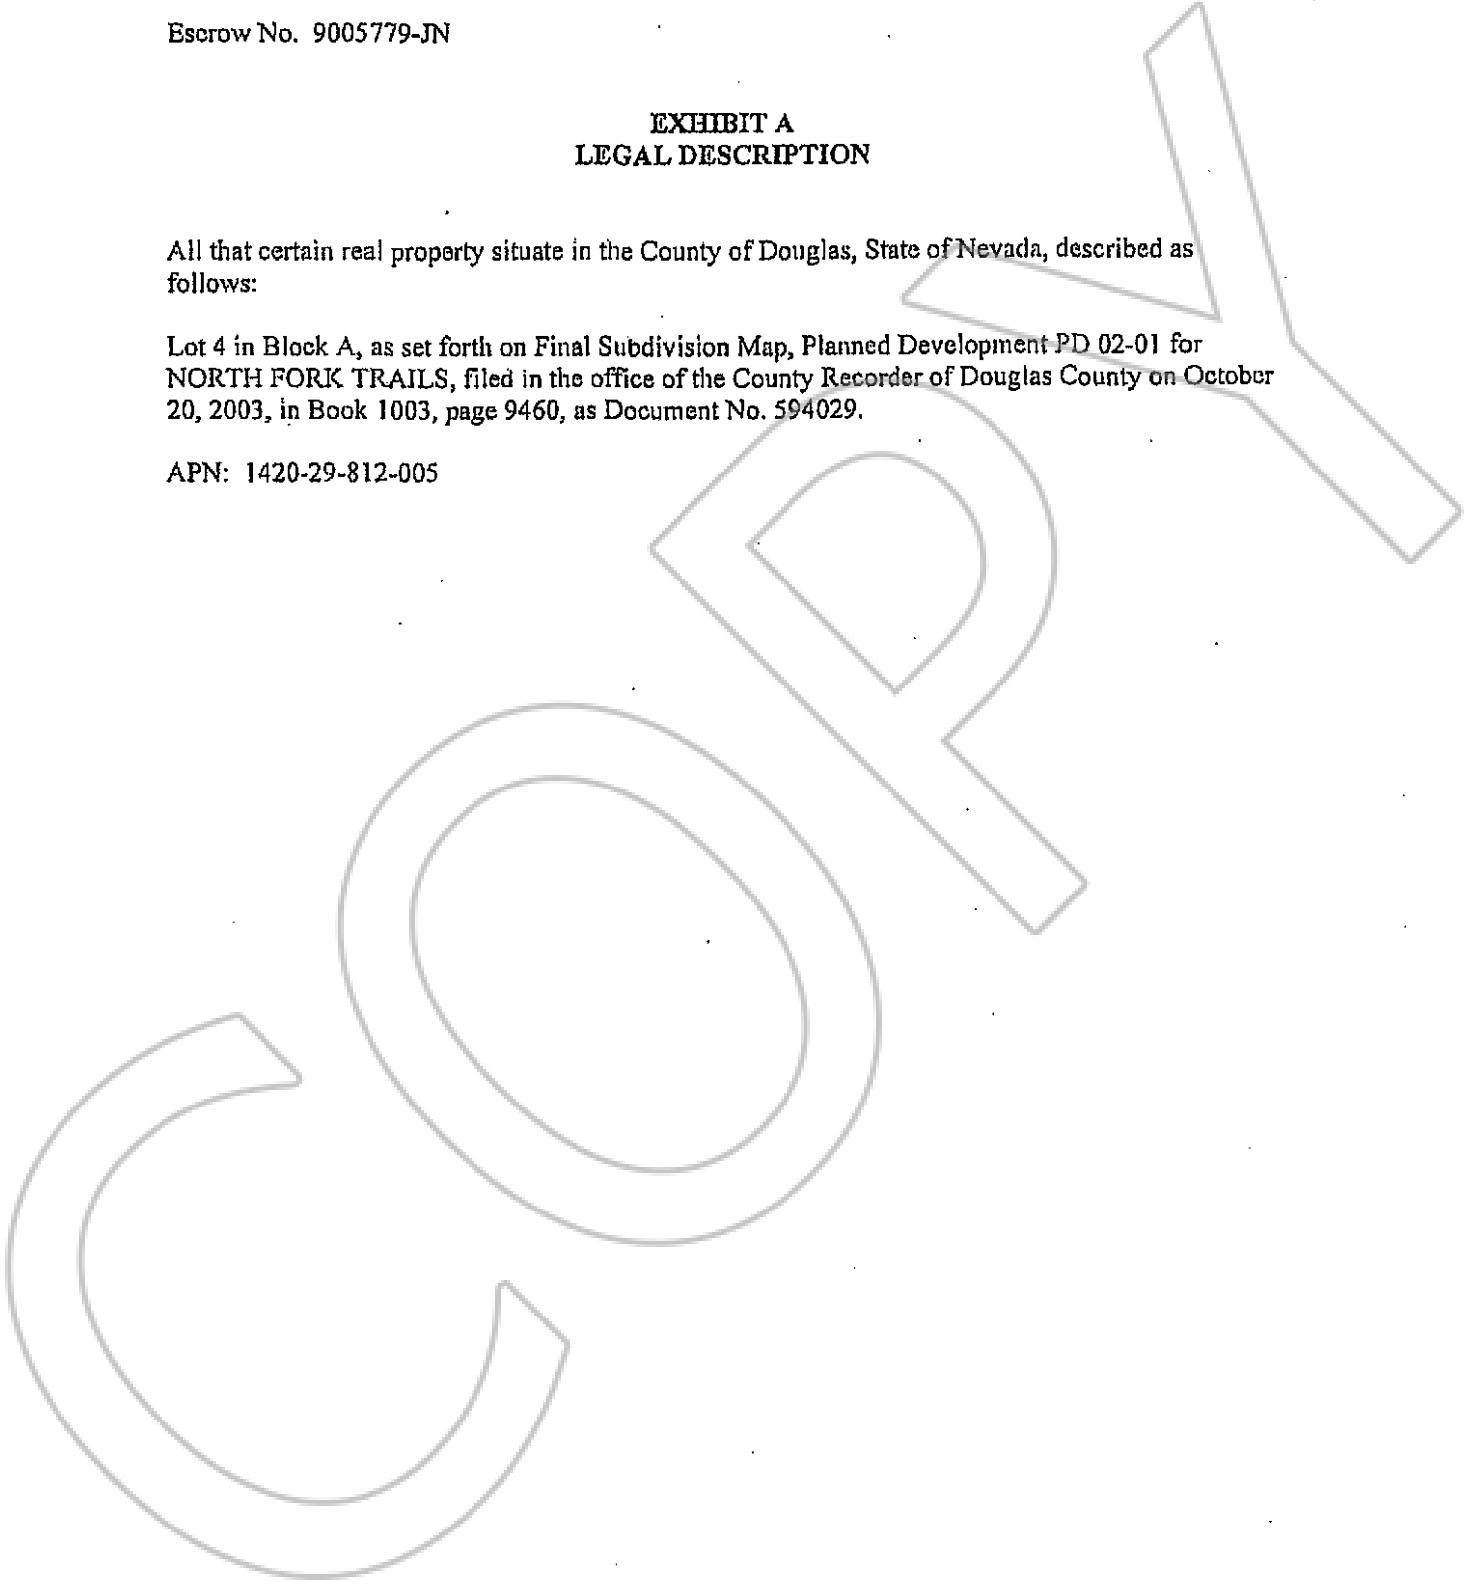 Escrow No. 9005779-JN
EXHIBIT A
LEGAL DESCRIPTION
All that certain real property situate in the County of Douglas, State of Nevada, described as
follows:
Lot 4 in Block A, as set forth on Final Subdivision Map, Planned Development PD 02-01 for
NORTH FORK TRAILS, filed in the office of the County Recorder of Douglas County on October
20, 2003, in Book 1003, page 9460, as Document No. 594029.
APN: 1420-29-812-005
COPY